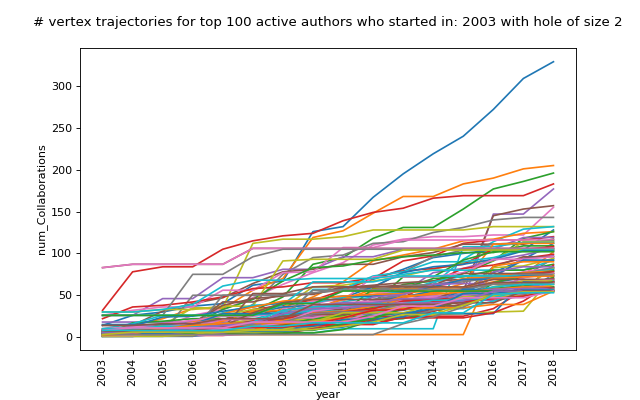 # vertex trajectories for top 100 active authors who started in: 2003 with hole of size 2
num_Collaborations
300
250
200
150
100
50
0
2003 2004 2005 2006 2007 2008 2009 2010 2011 2012 2013 2014 2015 2016 2017 2018
year